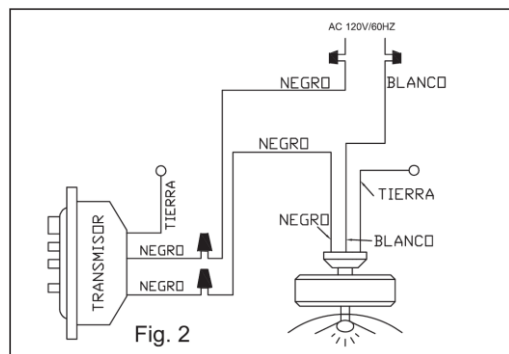 AC 120V/60HZ
NEGRO
BLANCO
NEGRO
TIERRA
TIERRA
NEGRO
BLANCO
TRANSMISOR
NEGRO
NEGRO
Fig. 2